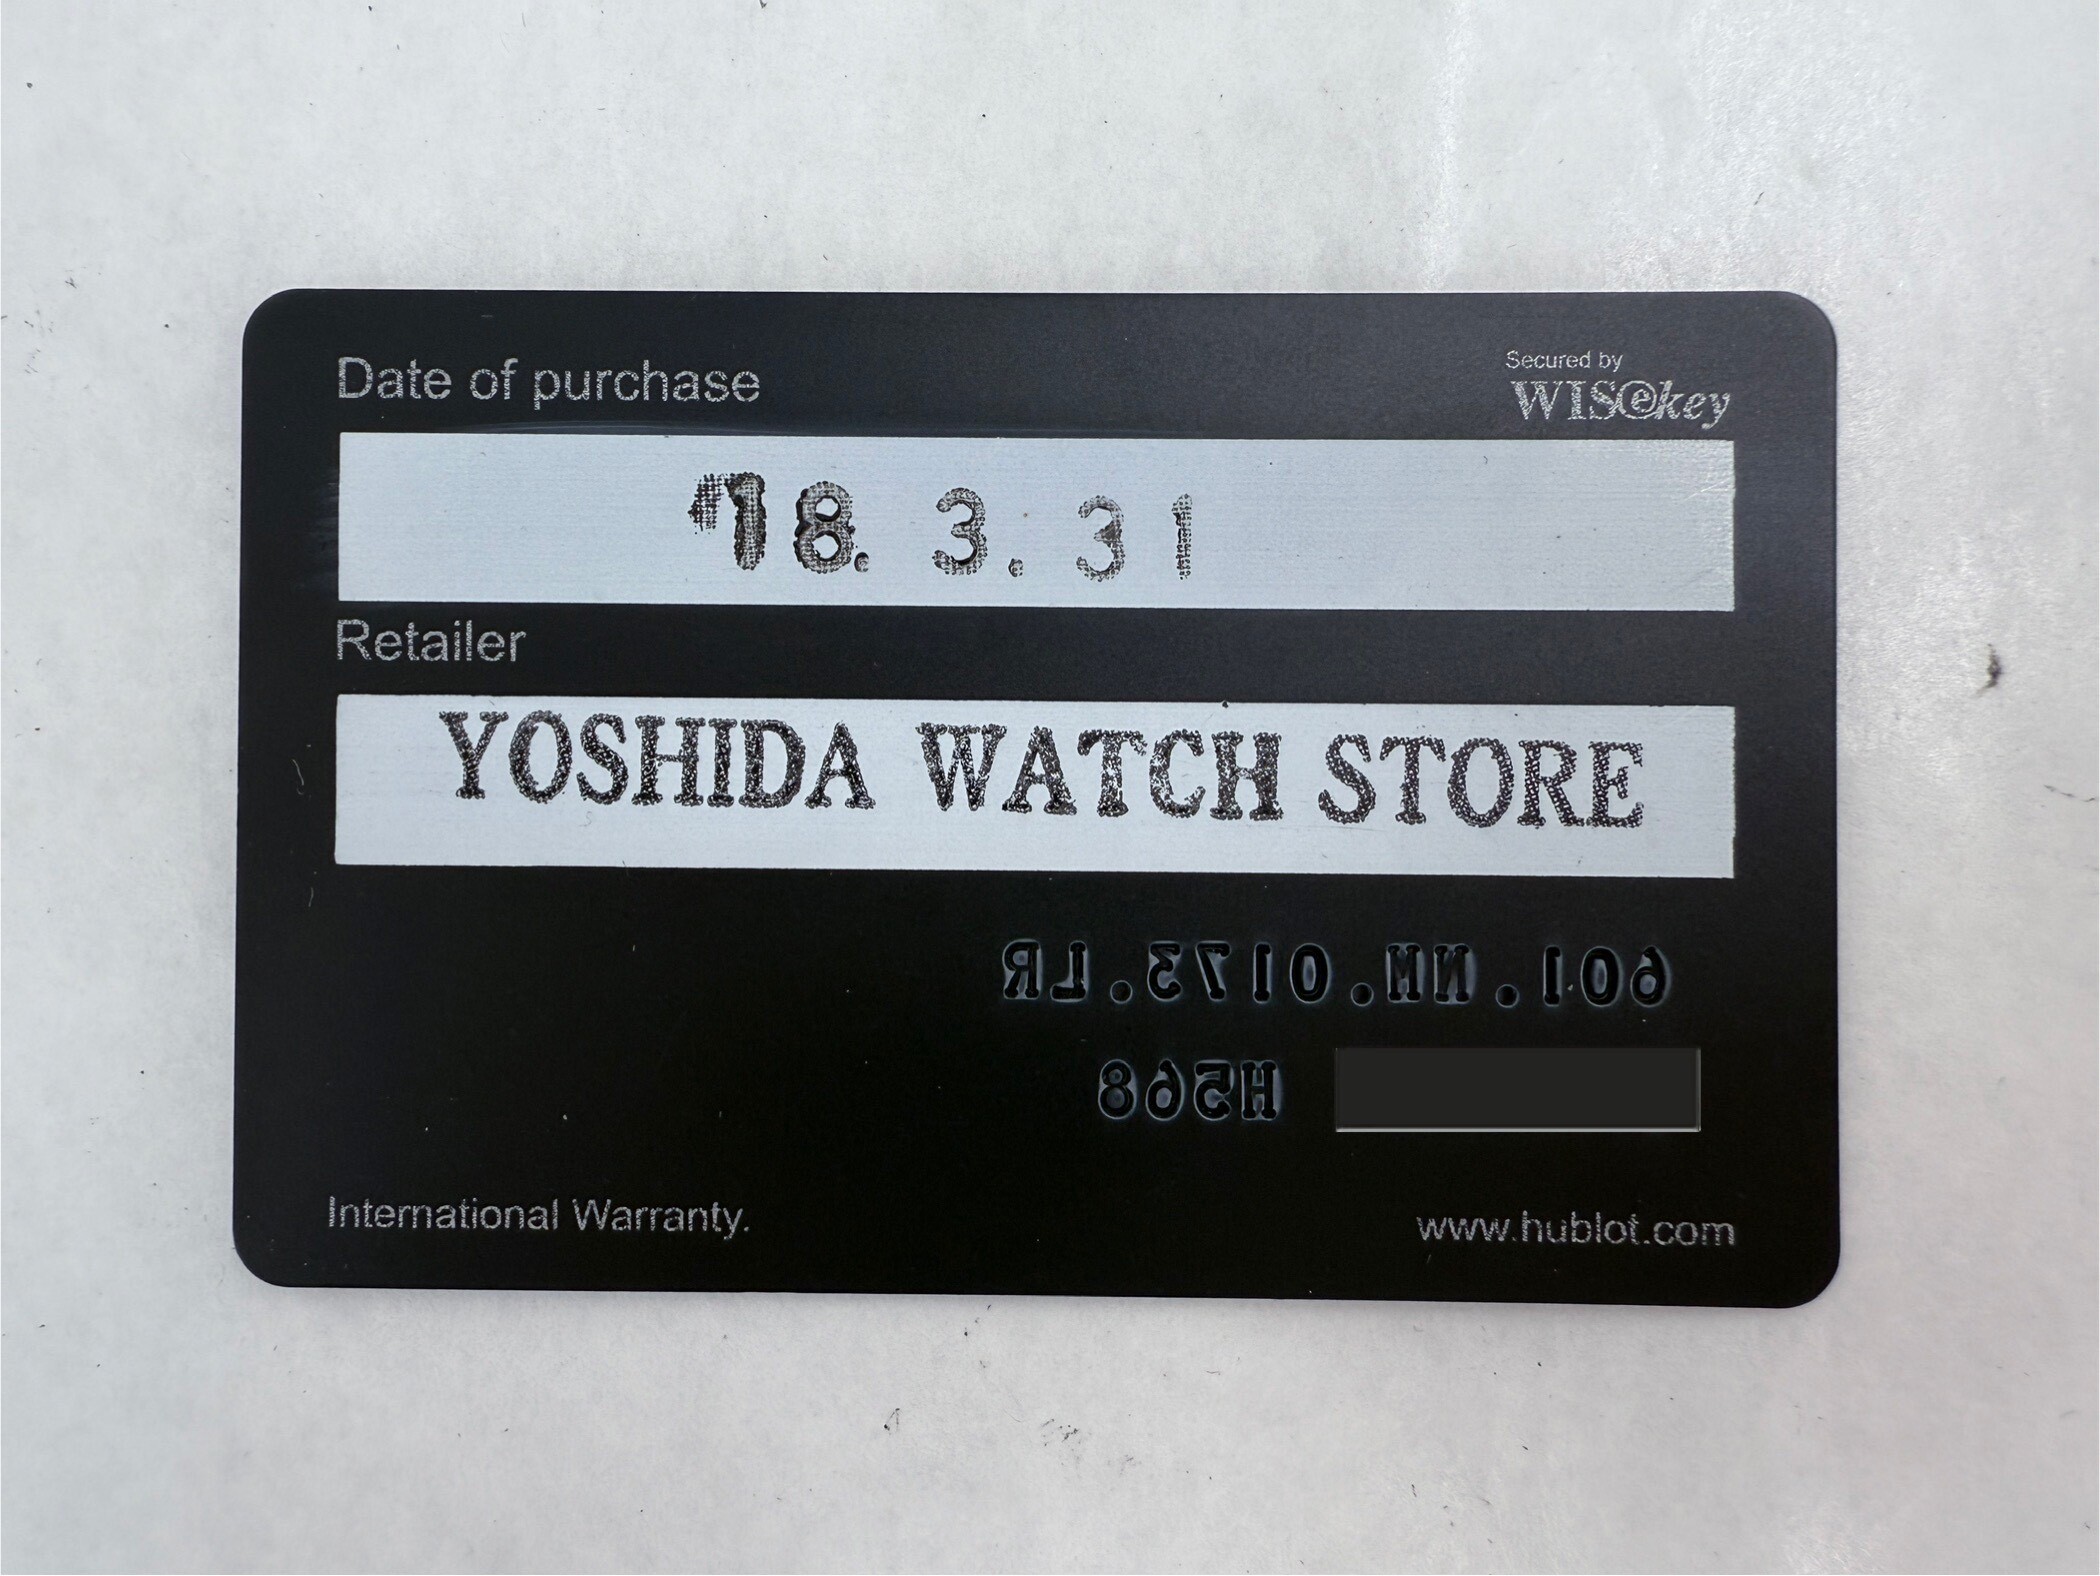 Date of purchase
Secured by
WISekey
'18. 3. 31
Retailer
YOSHIDA WATCH STORE
601.NM.0173.LR
H568
International Warranty.
www.hublot.com